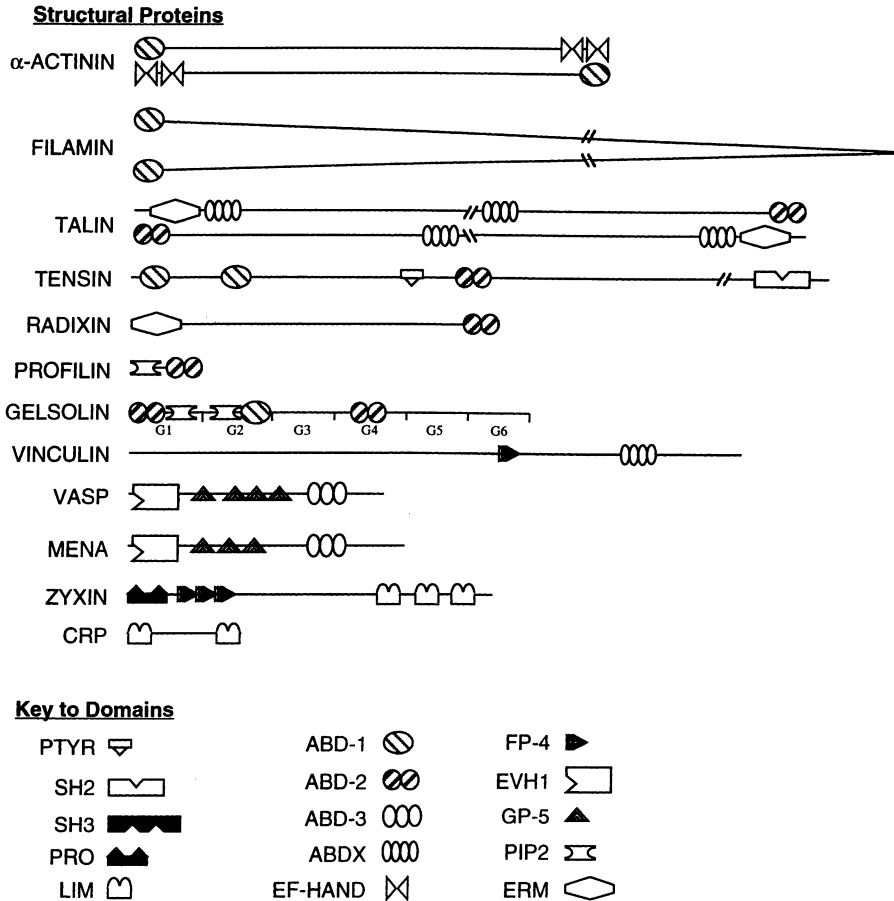 Structural Proteins
α-ACTININ
FILAMIN
TALIN
TENSIN
RADIXIN
PROFILIN
GELSOLIN
G1 G2 G3 G4 G5 G6
VINCULIN
VASP
MENA
ZYXIN
CRP
Key to Domains
PTYR ABD-1 FP-4
SH2 ABD-2 EVH1
SH3 ABD-3 GP-5
PRO ABDX PIP2
LIM EF-HAND ERM